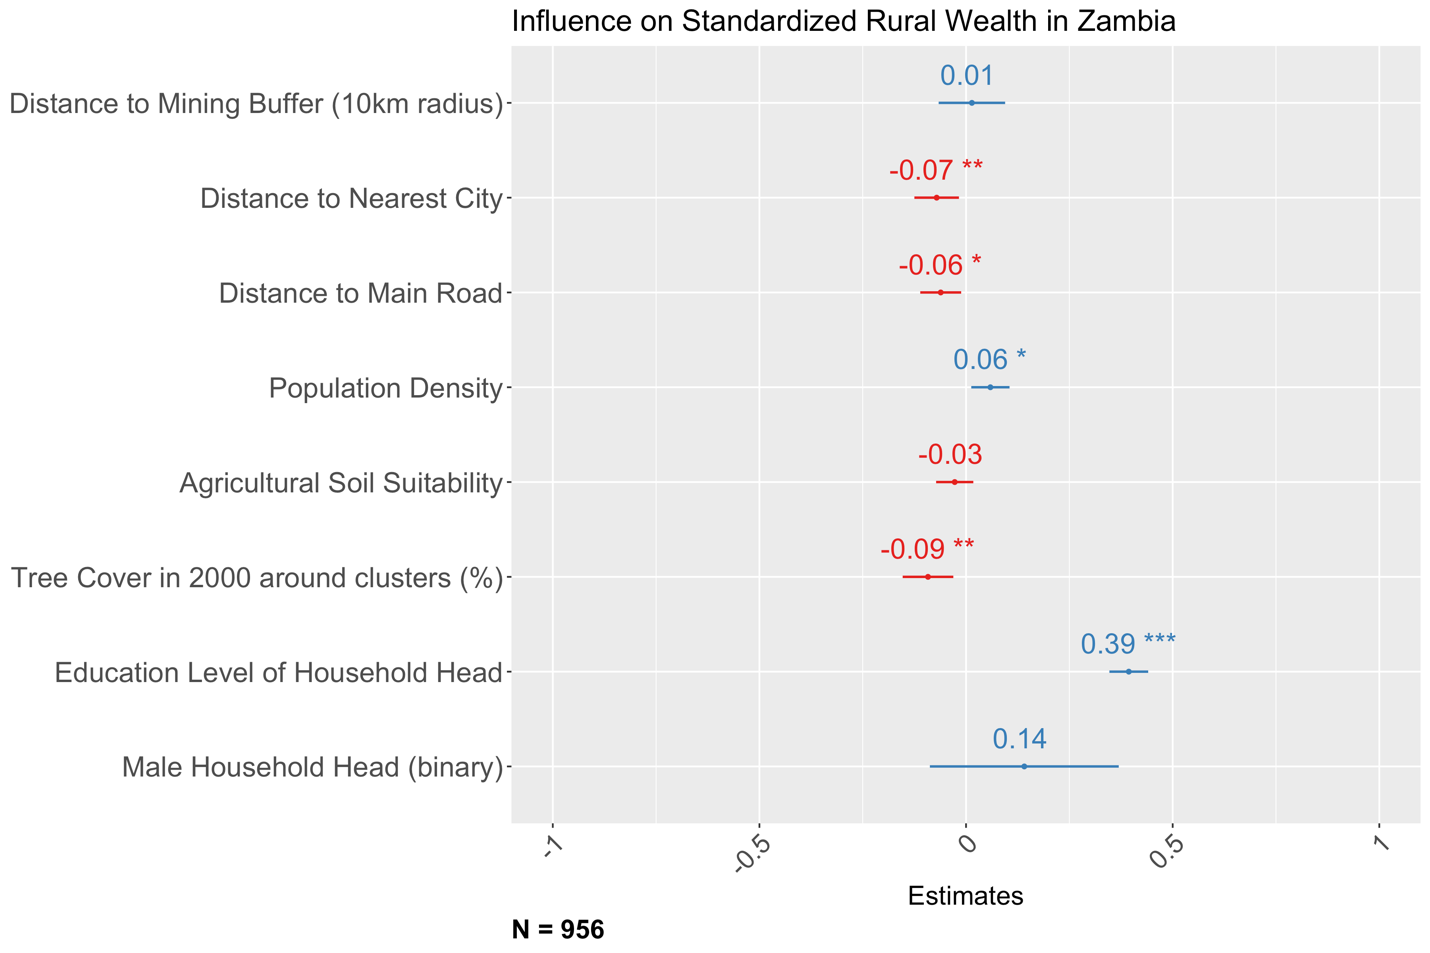 Influence on Standardized Rural Wealth in Zambia
Distance to Mining Buffer (10km radius)
0.01
Distance to Nearest City
-0.07 **
Distance to Main Road
-0.06 *
Population Density
0.06 *
Agricultural Soil Suitability
-0.03
Tree Cover in 2000 around clusters (%)
-0.09 **
Education Level of Household Head
0.39 ***
Male Household Head (binary)
0.14
-1 -0.5 0 0.5 1
Estimates
N = 956